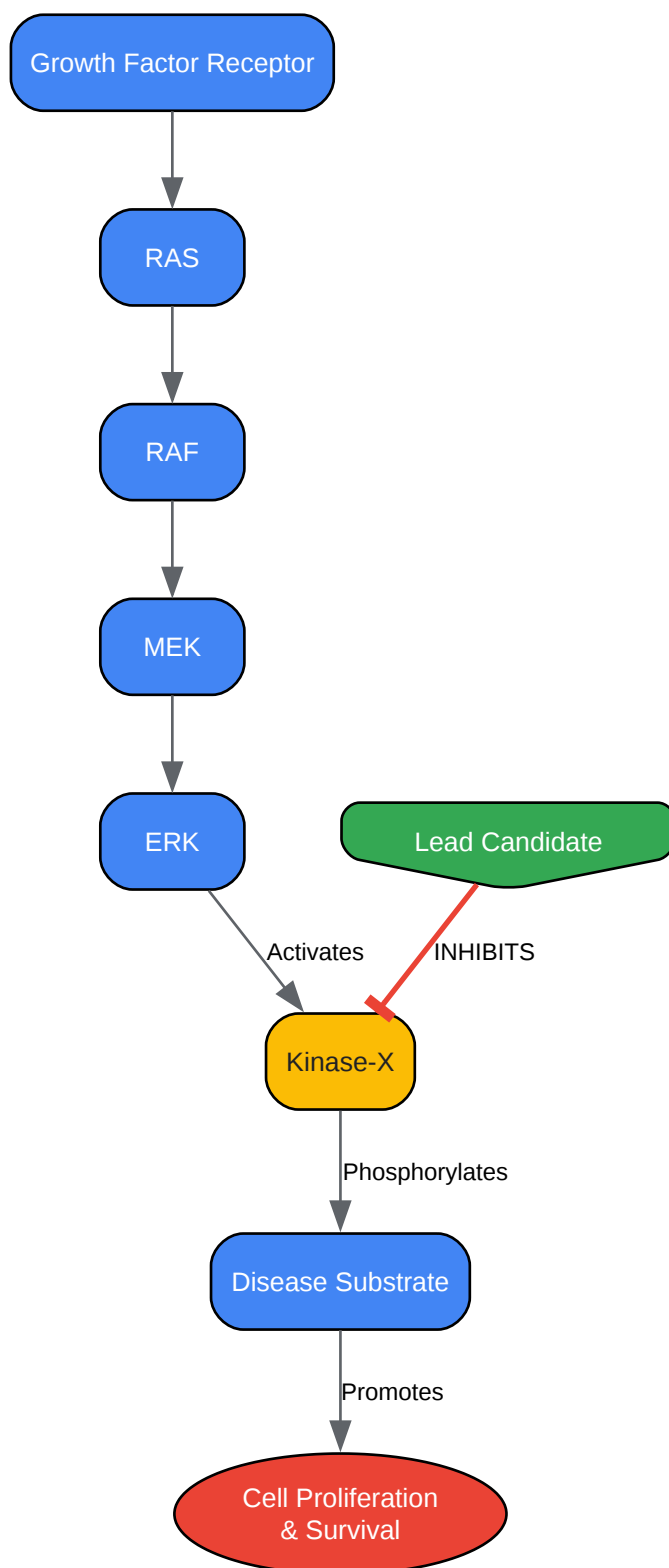 Growth Factor Receptor
RAS
RAF
MEK
ERK
Lead Candidate
Activates
INHIBITS
Kinase-X
Phosphorylates
Disease Substrate
Promotes
Cell Proliferation
& Survival